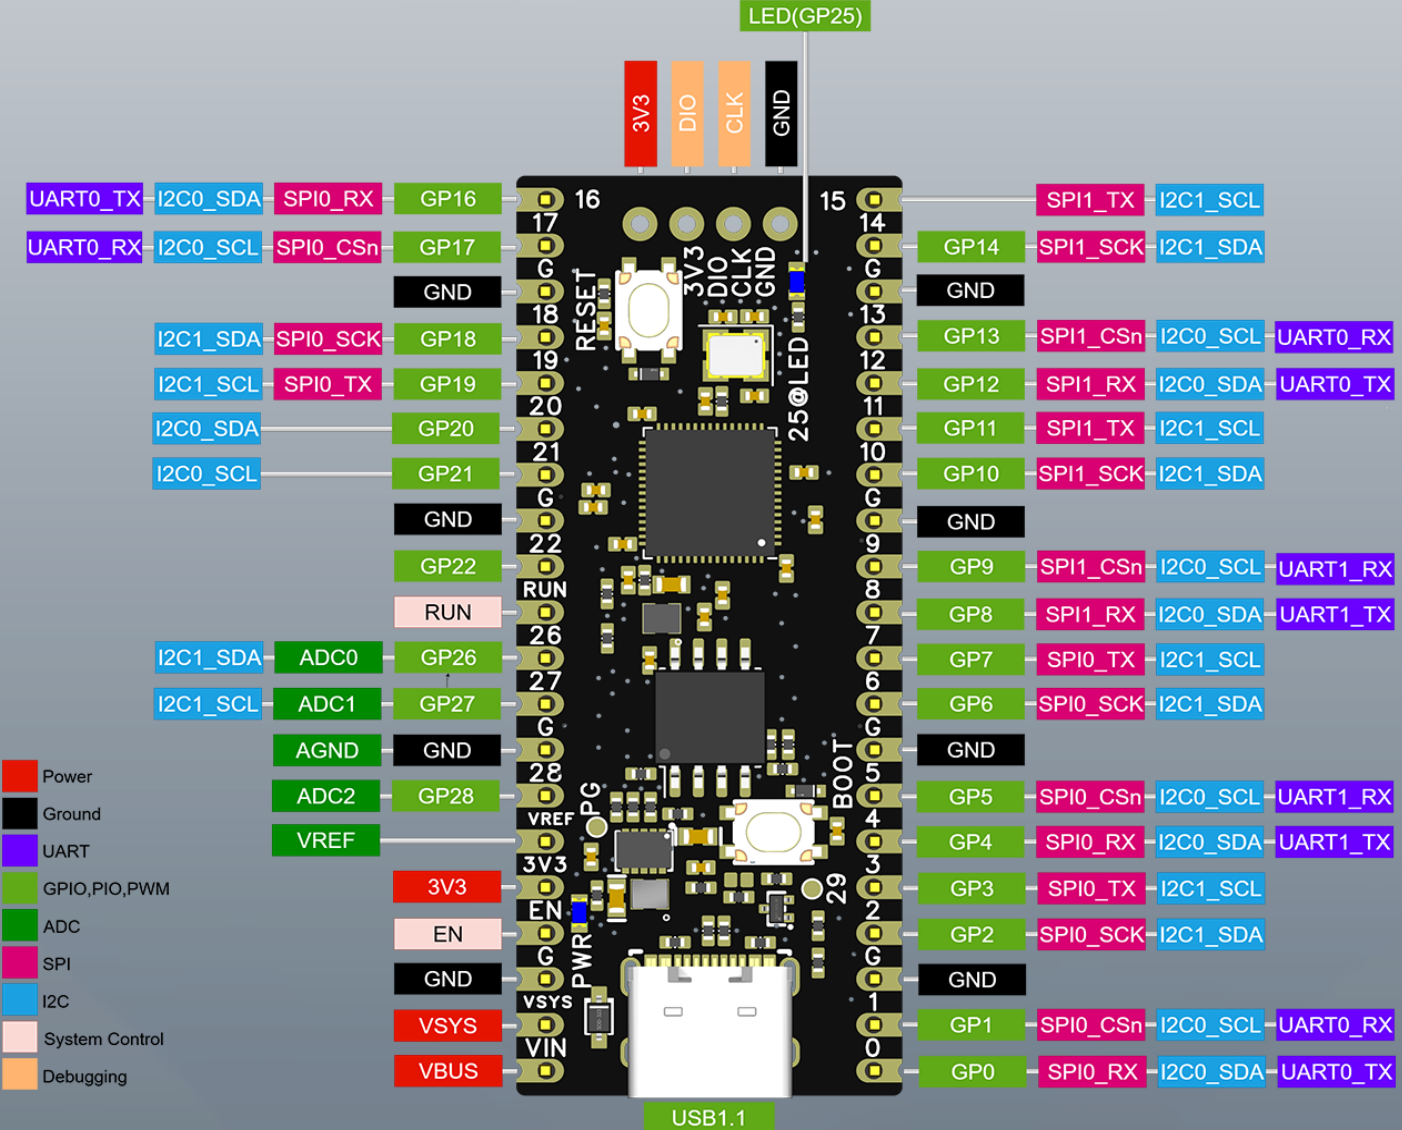 LED(GP25)
3V3 DIO CLK GND
UART0_TX I2C0_SDA SPI0_RX GP16 16 15 SPI1_TX I2C1_SCL
17 14
UART0_RX I2C0_SCL SPI0_CSn GP17 GP14 SPI1_SCK I2C1_SDA
3V3 DIO CLK GND
G G
GND RESET GND
18 13
I2C1_SDA SPI0_SCK GP18 GP13 SPI1_CSn I2C0_SCL UART0_RX
19 12
I2C1_SCL SPI0_TX GP19 25@LED GP12 SPI1_RX I2C0_SDA UART0_TX
20 11
I2C0_SDA GP20 GP11 SPI1_TX I2C1_SCL
21 10
I2C0_SCL GP21 GP10 SPI1_SCK I2C1_SDA
G G
GND GND
22 9
GP22 GP9 SPI1_CSn I2C0_SCL UART1_RX
RUN 8
RUN GP8 SPI1_RX I2C0_SDA UART1_TX
26 7
I2C1_SDA ADC0 GP26 GP7 SPI0_TX I2C1_SCL
27 6
I2C1_SCL ADC1 GP27 GP6 SPI0_SCK I2C1_SDA
G G
AGND GND GND
28 BOOT 5
ADC2 GP28 PG GP5 SPI0_CSn I2C0_SCL UART1_RX
VREF 4
VREF GP4 SPI0_RX I2C0_SDA UART1_TX
3V3 3
3V3 29 GP3 SPI0_TX I2C1_SCL
EN 2
EN GP2 SPI0_SCK I2C1_SDA
G PWR G
GND GND
VSYS 1
VSYS GP1 SPI0_CSn I2C0_SCL UART0_RX
VIN 0
VBUS GP0 SPI0_RX I2C0_SDA UART0_TX
USB1.1
Power
Ground
UART
GPIO,PIO,PWM
ADC
SPI
I2C
System Control
Debugging